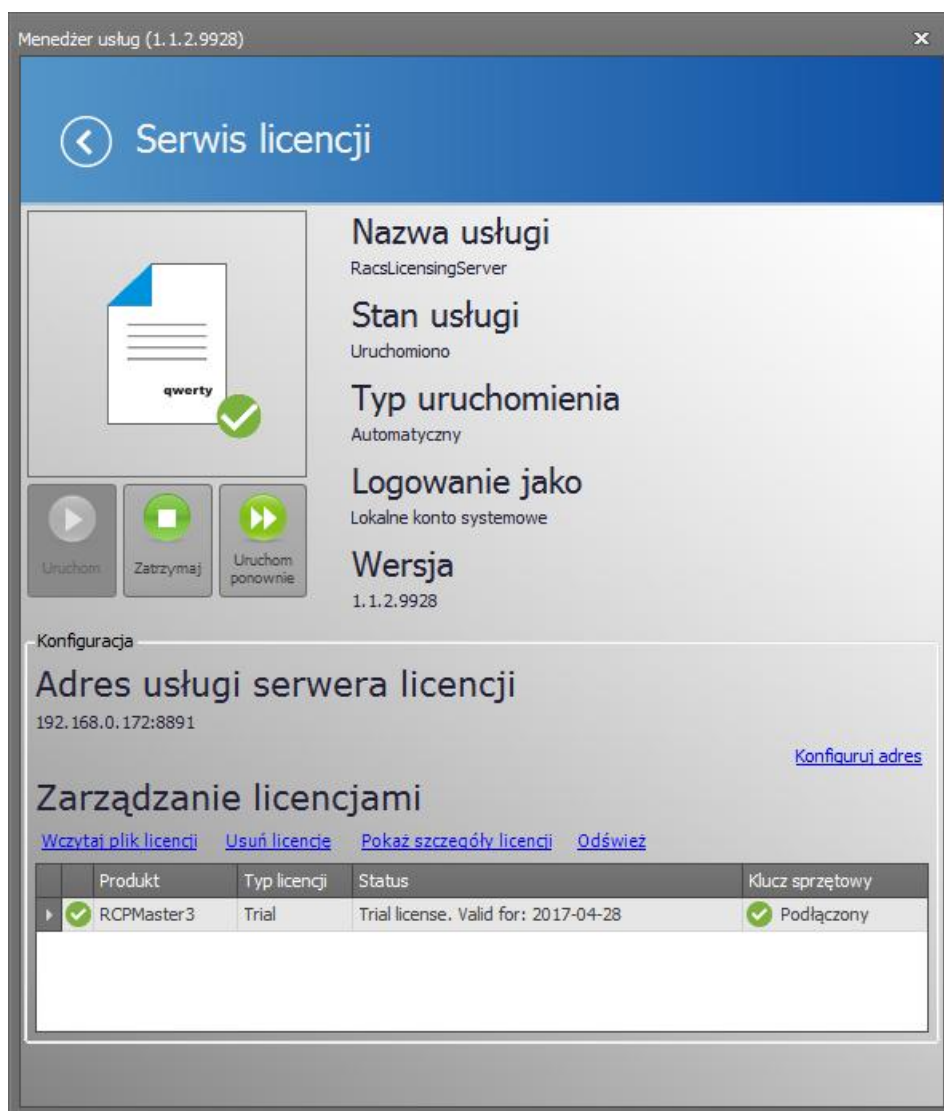 Menedżer usług (1.1.2.9928)
Serwis licencji
qwerty
Nazwa usługi
RacsLicensingServer
Stan usługi
Uruchomiono
Typ uruchomienia
Automatyczny
Logowanie jako
Lokalne konto systemowe
Wersja
1.1.2.9928
Uruchom
Zatrzymaj
Uruchom
ponownie
Konfiguracja
Adres usługi serwera licencji
192.168.0.172:8891
Konfiguruj adres
Zarządzanie licencjami
Wczytaj plik licencji Usuń licencje Pokaż szczegóły licencji Odśwież
Produkt Typ licencji Status Klucz sprzętowy
RCPMaster3 Trial Trial license. Valid for: 2017-04-28 Podłączony